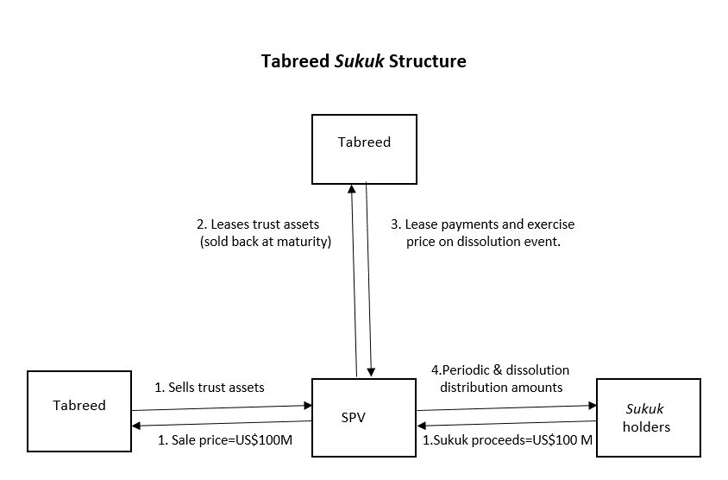 Tabreed Sukuk Structure
Tabreed
2. Leases trust assets
(sold back at maturity)
3. Lease payments and exercise
price on dissolution event.
Tabreed
1. Sells trust assets
1. Sale price=US$100M
SPV
4.Periodic & dissolution
distribution amounts
1.Sukuk proceeds=US$100 M
Sukuk
holders